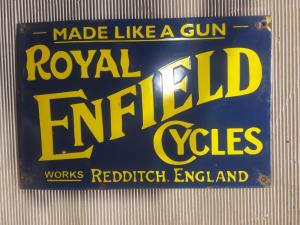 MADE LIKE A GUN
ROYAL
ENFIELD
CYCLES
WORKS REDDITCH, ENGLAND